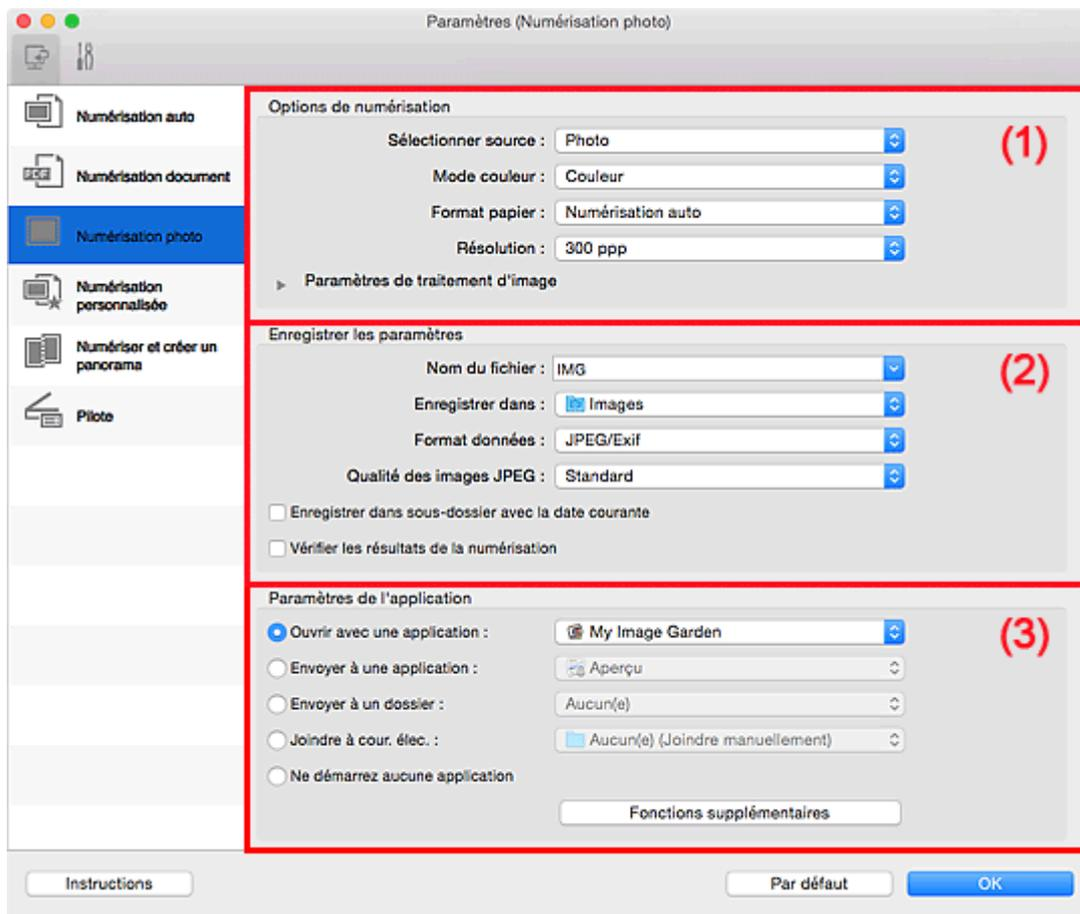 Paramètres (Numérisation photo)
Numérisation auto
Numérisation document
Numérisation photo
Numérisation
personnalisée
Numériser et créer un
panorama
Pilote
Options de numérisation
(1)
Sélectionner source : Photo
Mode couleur : Couleur
Format papier : Numérisation auto
Résolution : 300 ppp
Paramètres de traitement d'image
Enregistrer les paramètres
(2)
Nom du fichier : IMG
Enregistrer dans : Images
Format données : JPEG/Exif
Qualité des images JPEG : Standard
Enregistrer dans sous-dossier avec la date courante
Vérifier les résultats de la numérisation
Paramètres de l'application
(3)
Ouvrir avec une application : My Image Garden
Envoyer à une application : Aperçu
Envoyer à un dossier : Aucun(e)
Joindre à cour. élec. : Aucun(e) (Joindre manuellement)
Ne démarrez aucune application
Fonctions supplémentaires
Instructions
Par défaut
OK